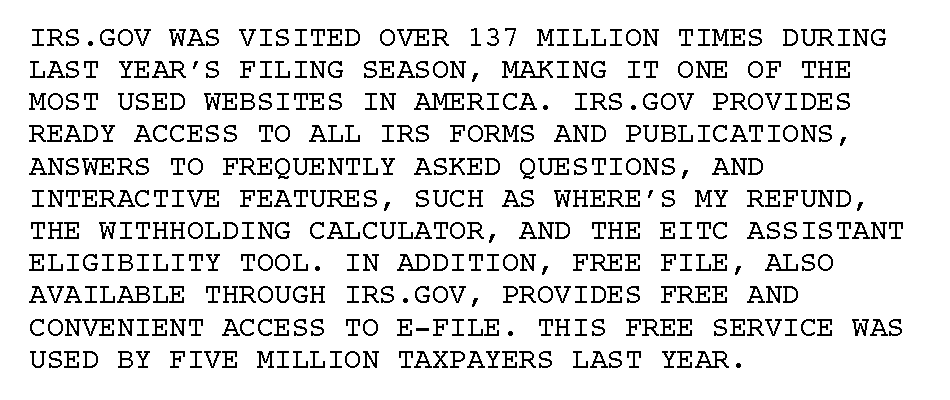 IRS.GOV WAS VISITED OVER 137 MILLION TIMES DURING
LAST YEAR'S FILING SEASON, MAKING IT ONE OF THE
MOST USED WEBSITES IN AMERICA. IRS.GOV PROVIDES
READY ACCESS TO ALL IRS FORMS AND PUBLICATIONS,
ANSWERS TO FREQUENTLY ASKED QUESTIONS, AND
INTERACTIVE FEATURES, SUCH AS WHERE'S MY REFUND,
THE WITHHOLDING CALCULATOR, AND THE EITC ASSISTANT
ELIGIBILITY TOOL. IN ADDITION, FREE FILE, ALSO
AVAILABLE THROUGH IRS.GOV, PROVIDES FREE AND
CONVENIENT ACCESS TO E-FILE. THIS FREE SERVICE WAS
USED BY FIVE MILLION TAXPAYERS LAST YEAR.